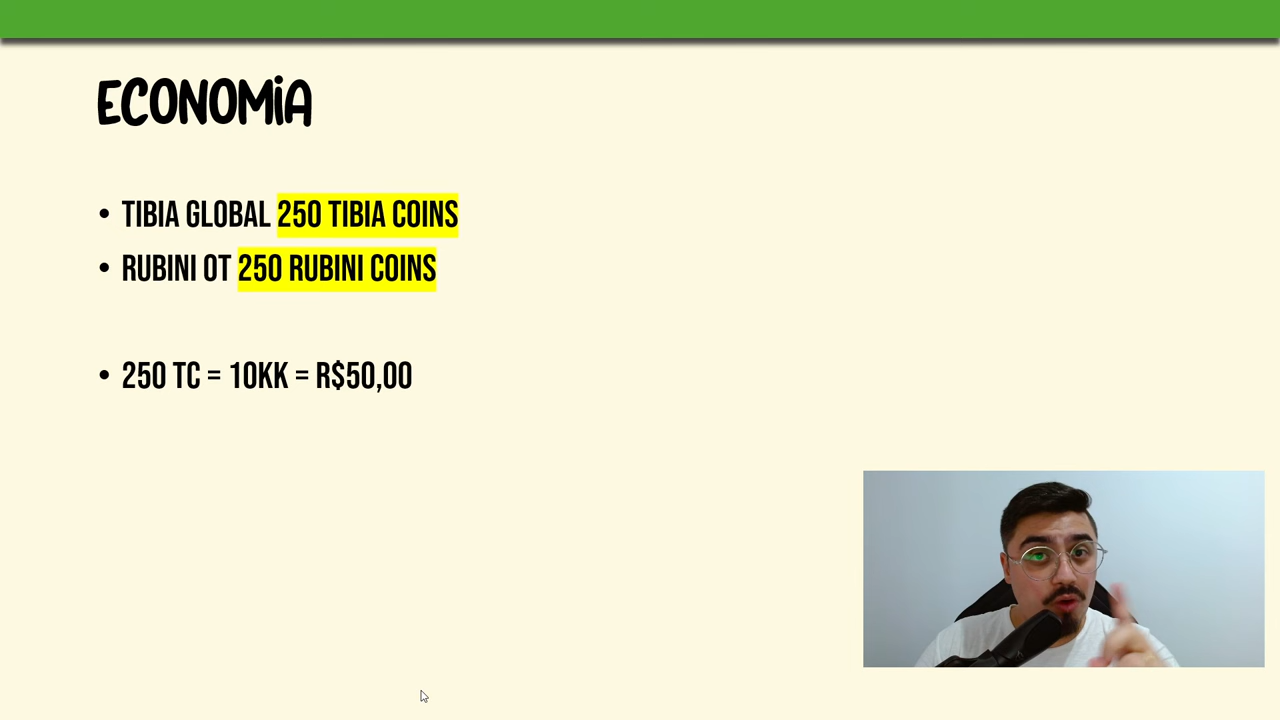 ECONOMiA
• TIBIA GLOBAL 250 TIBIA COINS
• RUBINI OT 250 RUBINI COINS
• 250 TC = 10KK = R$50,00